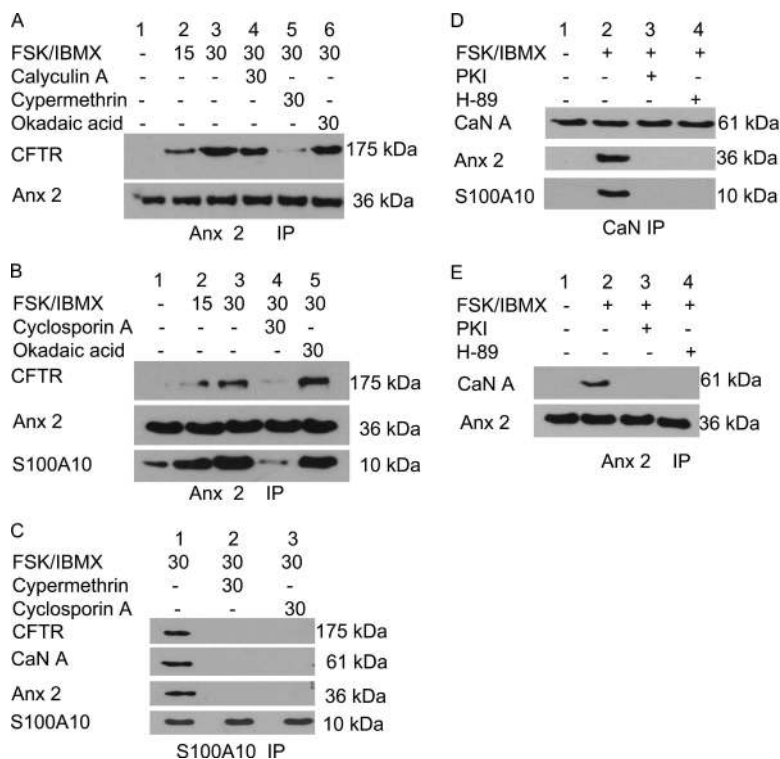 A
1 2 3 4 5 6
FSK/IBMX - 15 30 30 30 30
Calyculin A - - - 30 - -
Cypermethrin - - - - 30 -
Okadaic acid - - - - - 30
CFTR 175 kDa
Anx 2 36 kDa
Anx 2 IP
B
1 2 3 4 5
FSK/IBMX - 15 30 30 30
Cyclosporin A - - - 30 -
Okadaic acid - - - - 30
CFTR 175 kDa
Anx 2 36 kDa
S100A10 10 kDa
Anx 2 IP
C
1 2 3
FSK/IBMX 30 30 30
Cypermethrin - 30 -
Cyclosporin A - - 30
CFTR 175 kDa
CaN A 61 kDa
Anx 2 36 kDa
S100A10 10 kDa
S100A10 IP
D
1 2 3 4
FSK/IBMX - + + +
PKI - - + -
H-89 - - - +
CaN A 61 kDa
Anx 2 36 kDa
S100A10 10 kDa
CaN IP
E
1 2 3 4
FSK/IBMX - + + +
PKI - - + -
H-89 - - - +
CaN A 61 kDa
Anx 2 36 kDa
Anx 2 IP